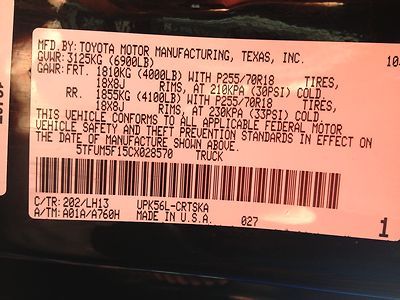 MFD.BY: TOYOTA MOTOR MANUFACTURING, TEXAS, INC. 10
GVWR: 3125KG (6900LB)
GAWR: FRT. 1810KG (4000LB) WITH P255/70R18 TIRES,
18X8J RIMS, AT 210KPA (30PSI) COLD
RR. 1855KG (4100LB) WITH P255/70R18 TIRES,
18X8J RIMS, AT 230KPA (33PSI) COLD.
THIS VEHICLE CONFORMS TO ALL APPLICABLE FEDERAL MOTOR
VEHICLE SAFETY AND THEFT PREVENTION STANDARDS IN EFFECT ON
THE DATE OF MANUFACTURE SHOWN ABOVE.
5TFUM5F15CX028570 TRUCK
C/TR: 202/LH13 UPK56L-CRTSKA
A/TM: A01A/A760H MADE IN U.S.A. 027 1